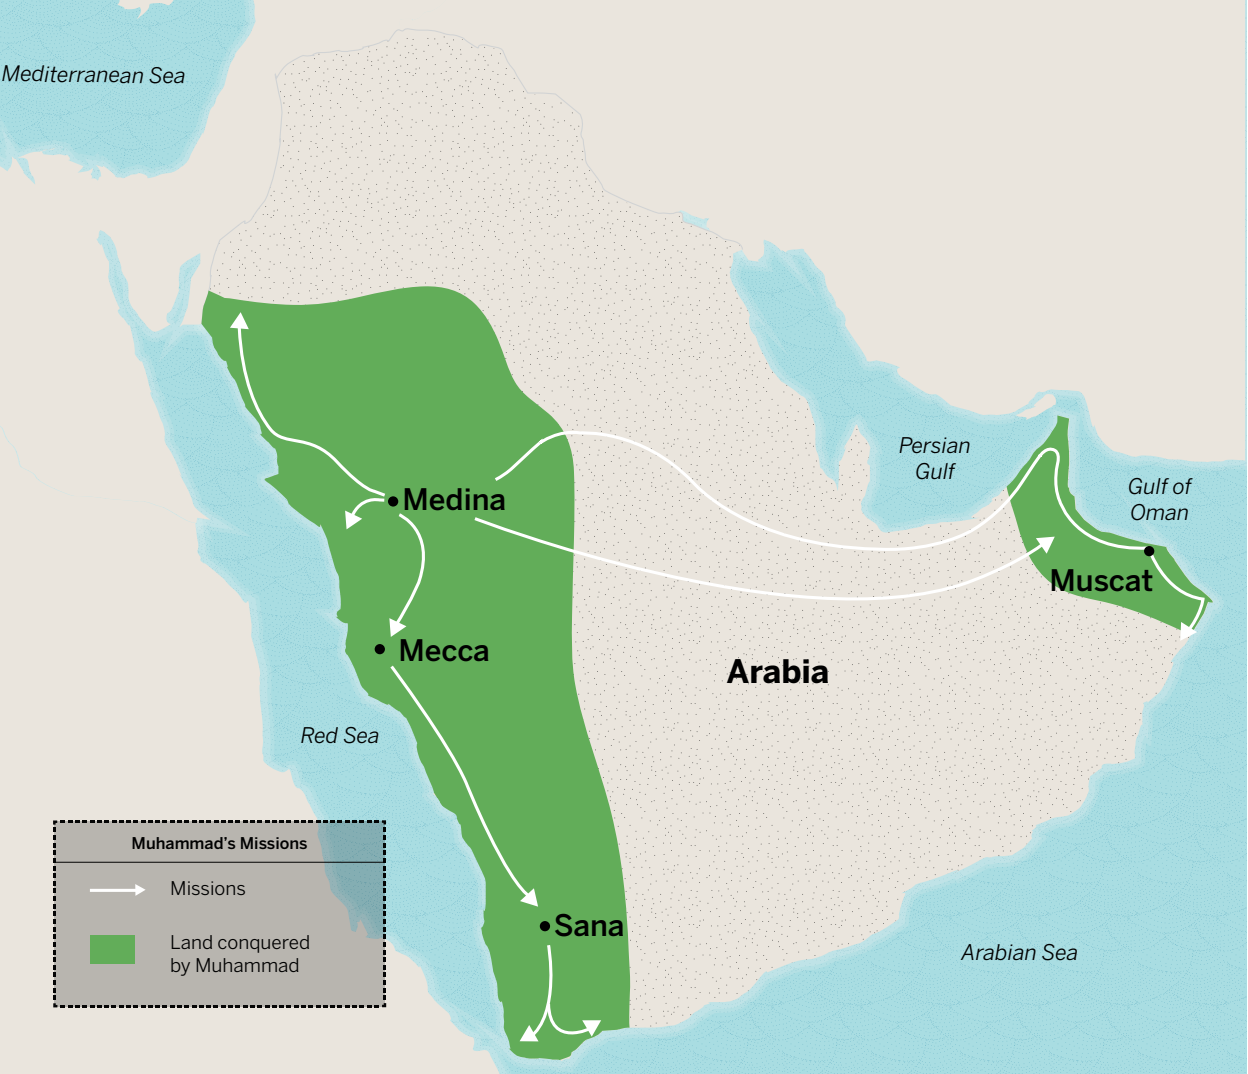 Mediterranean Sea
Persian
Gulf
Gulf of
Oman
Medina
Muscat
Mecca
Arabia
Red Sea
Sana
Arabian Sea
Muhammad's Missions
Missions
Land conquered
by Muhammad